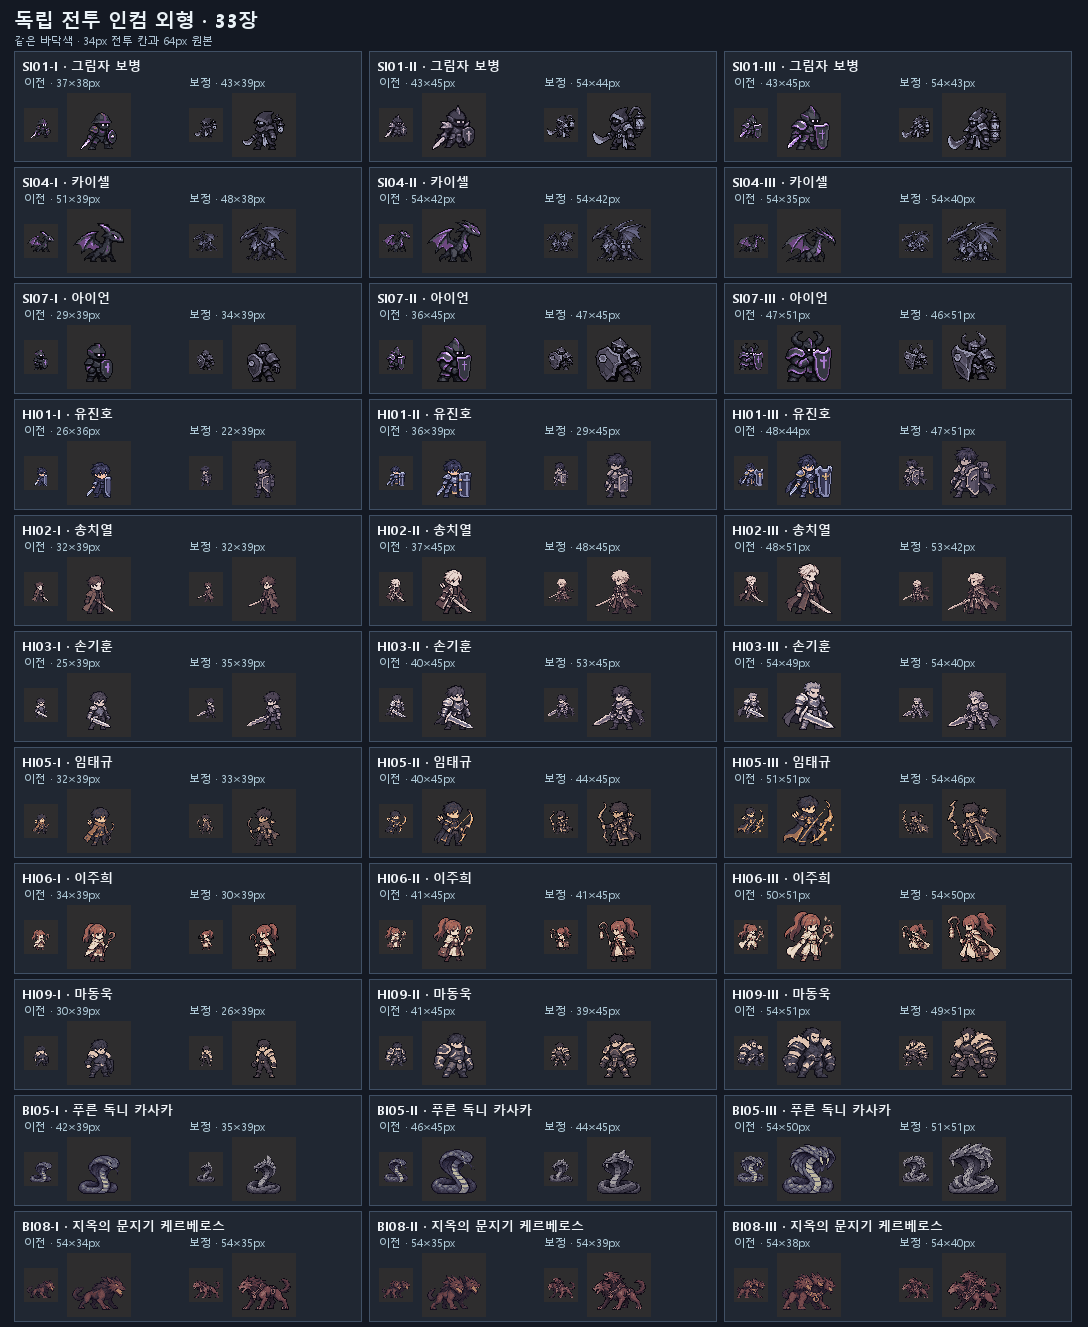 독립 전투 인컴 외형 · 33장
같은 바닥색 · 34px 전투 칸과 64px 원본
SI01-I · 그림자 보병
이전 · 37×38px
보정 · 43×39px
SI01-II · 그림자 보병
이전 · 43×45px
보정 · 54×44px
SI01-III · 그림자 보병
이전 · 43×45px
보정 · 54×43px
SI04-I · 카이셀
이전 · 51×39px
보정 · 48×38px
SI04-II · 카이셀
이전 · 54×42px
보정 · 54×42px
SI04-III · 카이셀
이전 · 54×35px
보정 · 54×40px
SI07-I · 아이언
이전 · 29×39px
보정 · 34×39px
SI07-II · 아이언
이전 · 36×45px
보정 · 47×45px
SI07-III · 아이언
이전 · 47×51px
보정 · 46×51px
HI01-I · 유진호
이전 · 26×36px
보정 · 22×39px
HI01-II · 유진호
이전 · 36×39px
보정 · 29×45px
HI01-III · 유진호
이전 · 48×44px
보정 · 47×51px
HI02-I · 송치열
이전 · 32×39px
보정 · 32×39px
HI02-II · 송치열
이전 · 37×45px
보정 · 48×45px
HI02-III · 송치열
이전 · 48×51px
보정 · 53×42px
HI03-I · 손기훈
이전 · 25×39px
보정 · 35×39px
HI03-II · 손기훈
이전 · 40×45px
보정 · 53×45px
HI03-III · 손기훈
이전 · 54×49px
보정 · 54×40px
HI05-I · 임태규
이전 · 32×39px
보정 · 33×39px
HI05-II · 임태규
이전 · 40×45px
보정 · 44×45px
HI05-III · 임태규
이전 · 51×51px
보정 · 54×46px
HI06-I · 이주희
이전 · 34×39px
보정 · 30×39px
HI06-II · 이주희
이전 · 41×45px
보정 · 41×45px
HI06-III · 이주희
이전 · 50×51px
보정 · 54×50px
HI09-I · 마동욱
이전 · 30×39px
보정 · 26×39px
HI09-II · 마동욱
이전 · 41×45px
보정 · 39×45px
HI09-III · 마동욱
이전 · 54×51px
보정 · 49×51px
BI05-I · 푸른 독니 카사카
이전 · 42×39px
보정 · 35×39px
BI05-II · 푸른 독니 카사카
이전 · 46×45px
보정 · 44×45px
BI05-III · 푸른 독니 카사카
이전 · 54×50px
보정 · 51×51px
BI08-I · 지옥의 문지기 케르베로스
이전 · 54×34px
보정 · 54×35px
BI08-II · 지옥의 문지기 케르베로스
이전 · 54×35px
보정 · 54×39px
BI08-III · 지옥의 문지기 케르베로스
이전 · 54×38px
보정 · 54×40px